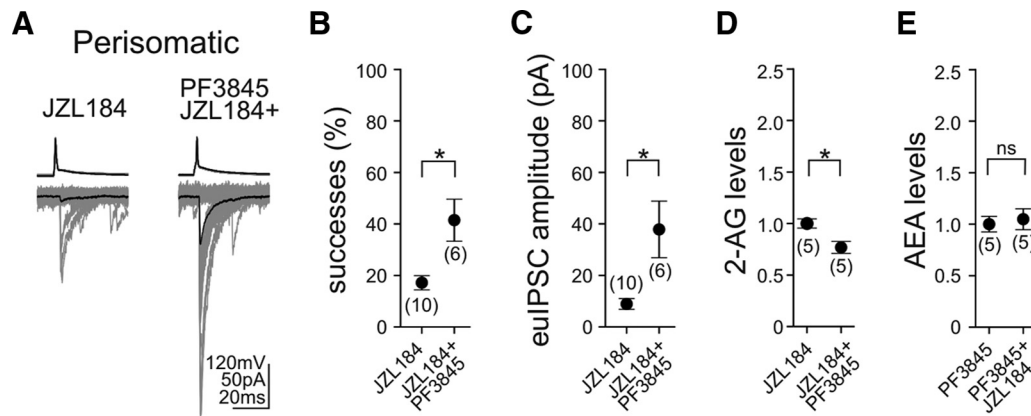 A
Perisomatic
JZL184
PF3845
JZL184+
120mV
50pA
20ms
B
successes (%)
100
80
60
40
20
0
*
(10)
(6)
JZL184
JZL184+
PF3845
C
euIPSC amplitude (pA)
100
80
60
40
20
0
*
(10)
(6)
JZL184
JZL184+
PF3845
D
2-AG levels
2.5
2.0
1.5
1.0
0.5
0
*
(5)
(5)
JZL184
JZL184+
PF3845
E
AEA levels
2.5
2.0
1.5
1.0
0.5
0
ns
(5)
(5)
PF3845
PF3845+
JZL184